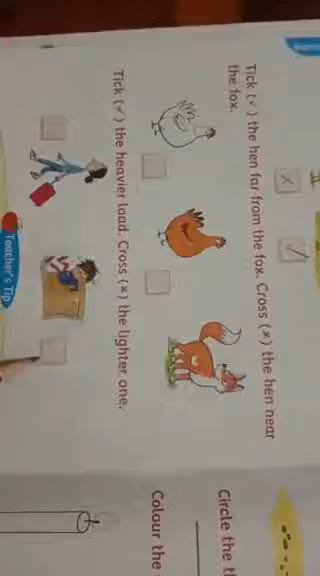 Tick (✓) the hen far from the fox. Cross (x) the hen near
the fox.
Tick (✓) the heavier load. Cross (x) the lighter one.
Teacher's Tip
Circle the
Colour the